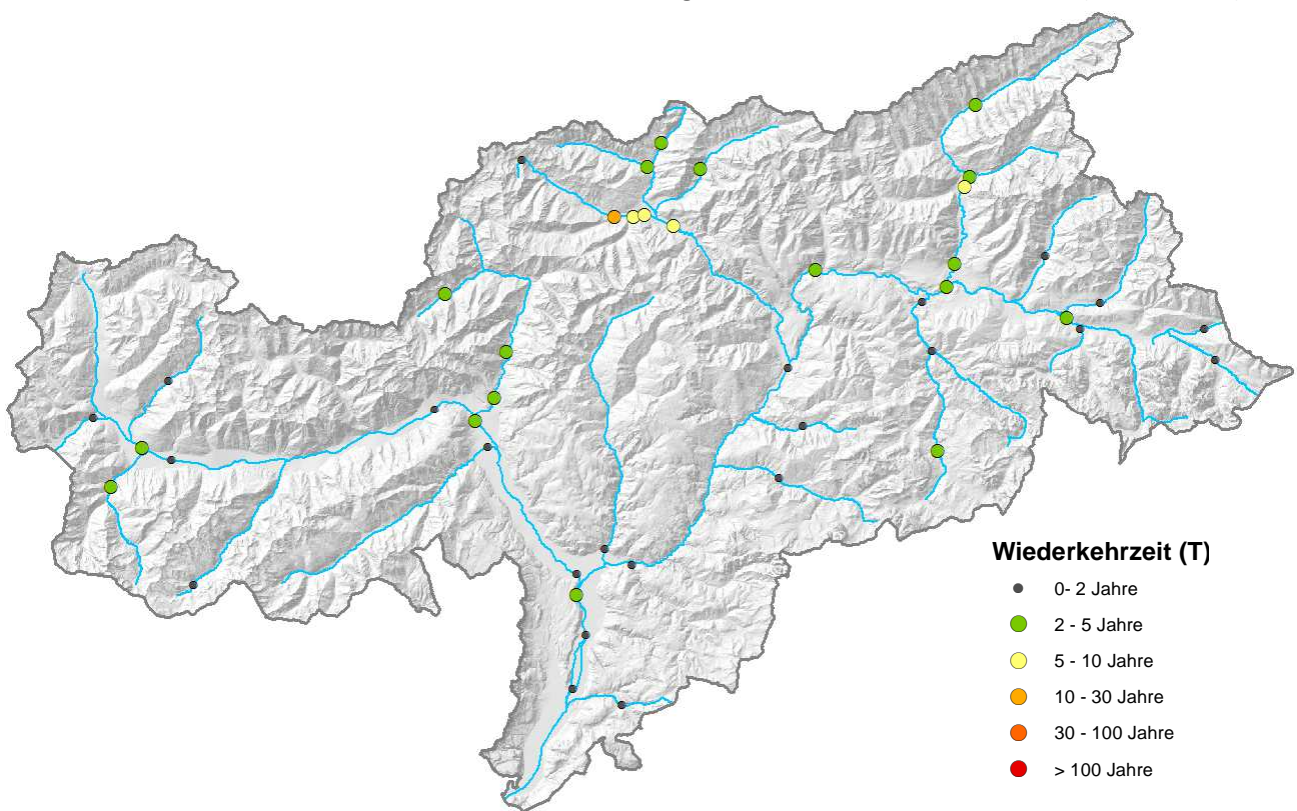 Wiederkehrzeit (T)
0- 2 Jahre
2 - 5 Jahre
5 - 10 Jahre
10 - 30 Jahre
30 - 100 Jahre
> 100 Jahre